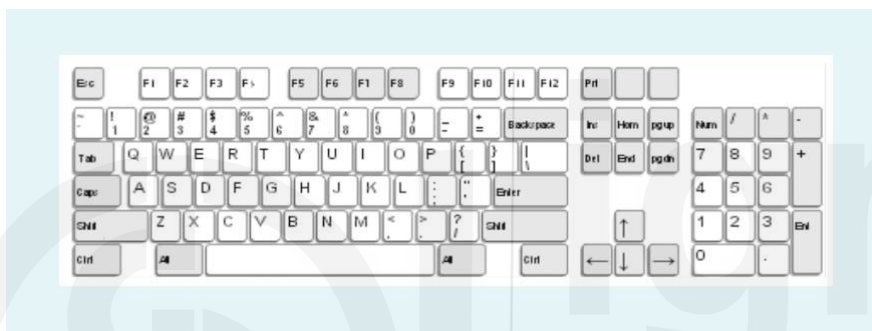 Esc F1 F2 F3 F5 F6 F8 F9 F10 F11 F12 Prt
~ ! 1 @ 2 # 3 $ 4 % 5 ^ 6 & 7 * 8 ( 9 ) 0 _ - + = Backspace Ins Hom pgup Num / * -
Tab Q W E R T Y U I O P { [ } ] | \ Del End pgdn 7 8 9 +
Caps A S D F G H J K L : ; " ' Enter 4 5 6
Shift Z X C V B N M < , > . ? / Shift ↑ 1 2 3 Ent
Ctrl Alt Alt Ctrl ← ↓ → 0 .